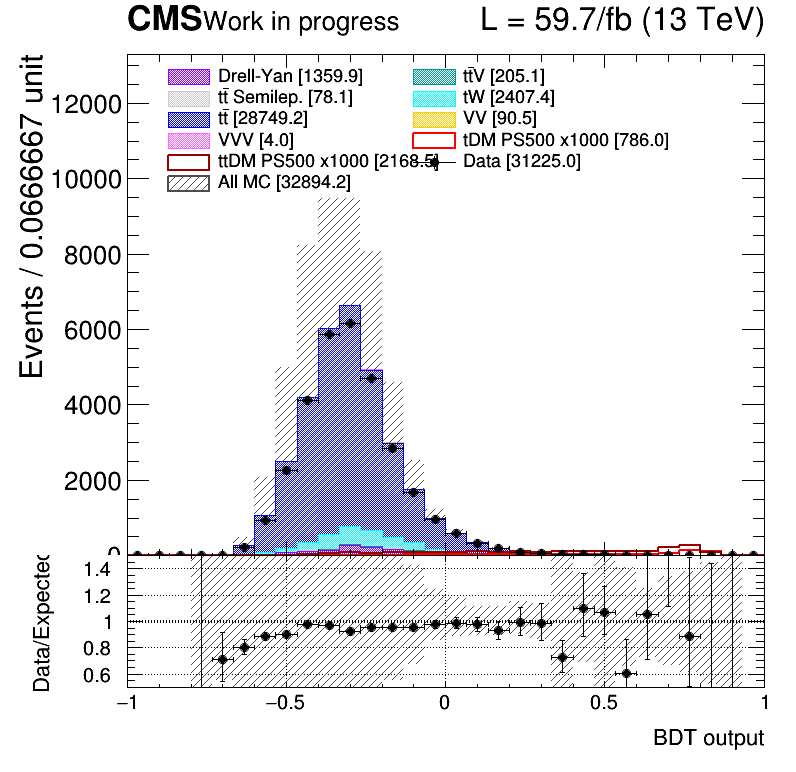 CMS Work in progress L = 59.7/fb (13 TeV)
Events / 0.0666667 unit
Drell-Yan [1359.9] tt̄V [205.1]
tt̄ Semilep. [78.1] tW [2407.4]
tt̄ [28749.2] VV [90.5]
VVV [4.0] tDM PS500 x1000 [786.0]
ttDM PS500 x1000 [2168.5] Data [31225.0]
All MC [32894.2]
12000
10000
8000
6000
4000
2000
0
Data/Expected
1.4
1.2
1
0.8
0.6
−1 −0.5 0 0.5 1
BDT output